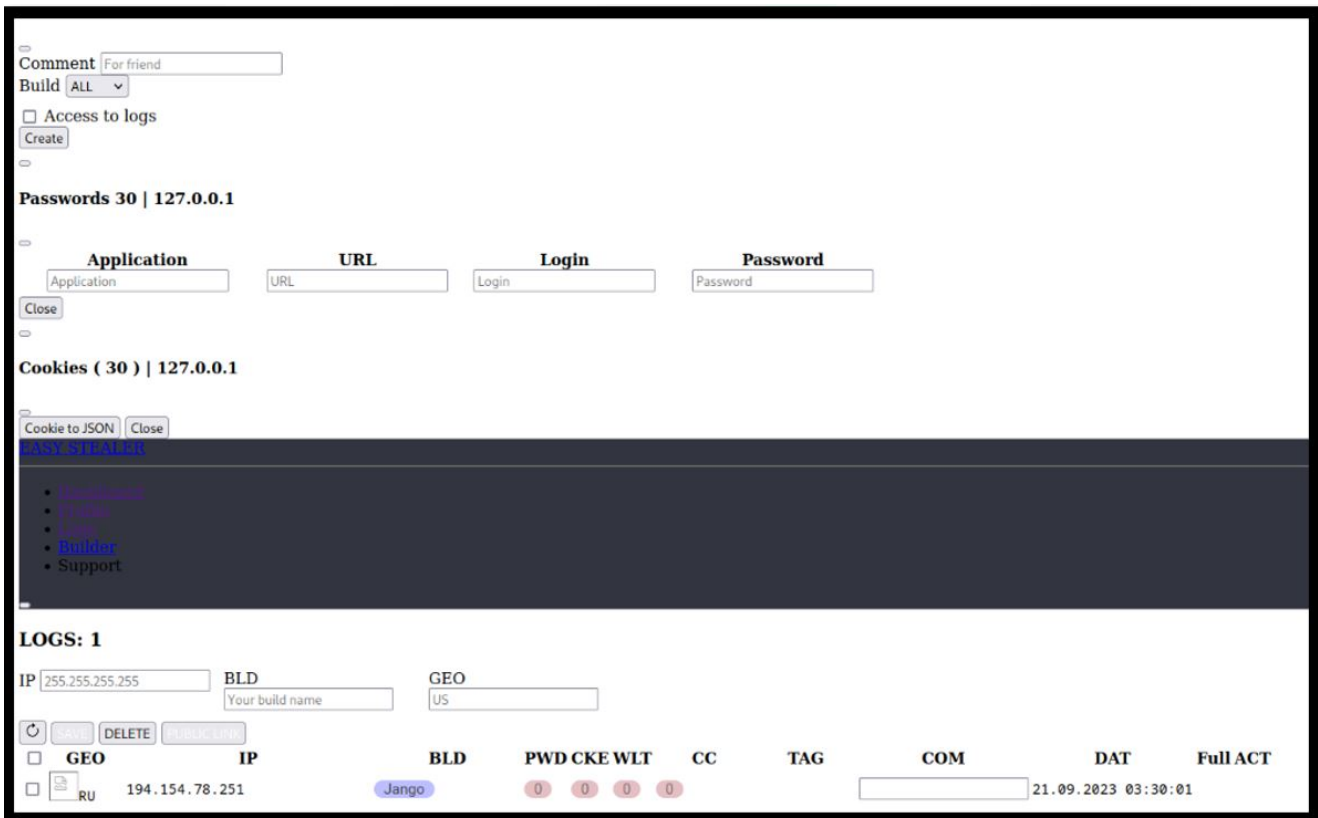 Comment For friend
Build ALL
Access to logs
Create
Passwords 30 | 127.0.0.1
Application URL Login Password
Application URL Login Password
Close
Cookies ( 30 ) | 127.0.0.1
Cookie to JSON Close
EASY STEALER
Builder
Support
LOGS: 1
IP 255.255.255.255 BLD GEO
Your build name US
SAVE DELETE PUBLIC LINK
GEO IP BLD PWD CKE WLT CC TAG COM DAT Full ACT
RU 194.154.78.251 Jango 0 0 0 0 21.09.2023 03:30:01